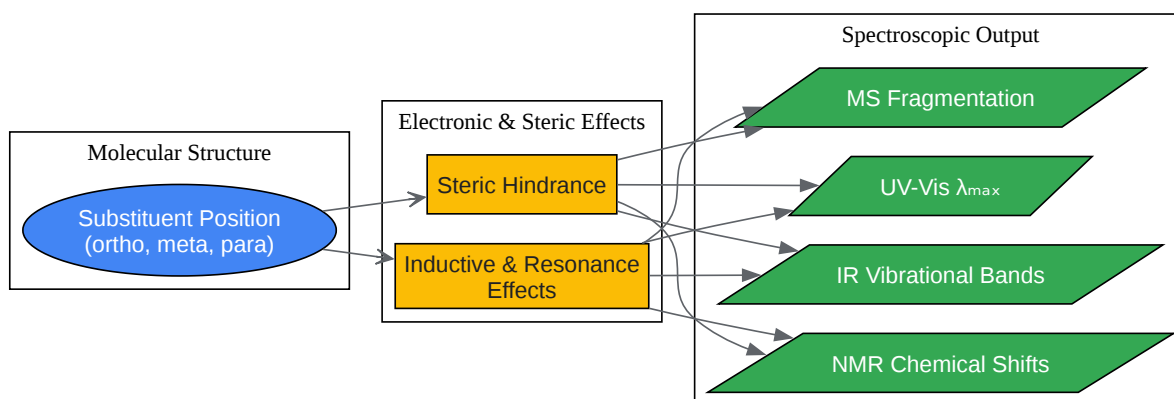 Molecular Structure
Substituent Position
(ortho, meta, para)
Electronic & Steric Effects
Steric Hindrance
Inductive & Resonance
Effects
Spectroscopic Output
MS Fragmentation
UV-Vis λₘₐₓ
IR Vibrational Bands
NMR Chemical Shifts